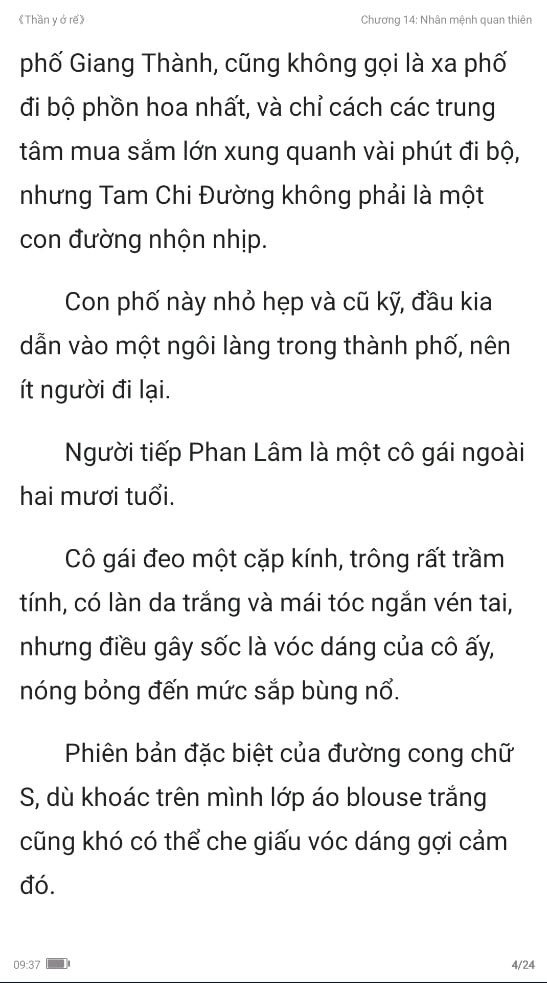 《Thần y ở rể》
Chương 14: Nhân mệnh quan thiên
phố Giang Thành, cũng không gọi là xa phố
đi bộ phồn hoa nhất, và chỉ cách các trung
tâm mua sắm lớn xung quanh vài phút đi bộ,
nhưng Tam Chi Đường không phải là một
con đường nhộn nhịp.
Con phố này nhỏ hẹp và cũ kỹ, đầu kia
dẫn vào một ngôi làng trong thành phố, nên
ít người đi lại.
Người tiếp Phan Lâm là một cô gái ngoài
hai mươi tuổi.
Cô gái đeo một cặp kính, trông rất trầm
tính, có làn da trắng và mái tóc ngắn vén tai,
nhưng điều gây sốc là vóc dáng của cô ấy,
nóng bỏng đến mức sắp bùng nổ.
Phiên bản đặc biệt của đường cong chữ
S, dù khoác trên mình lớp áo blouse trắng
cũng khó có thể che giấu vóc dáng gợi cảm
đó.
09:37
4/24